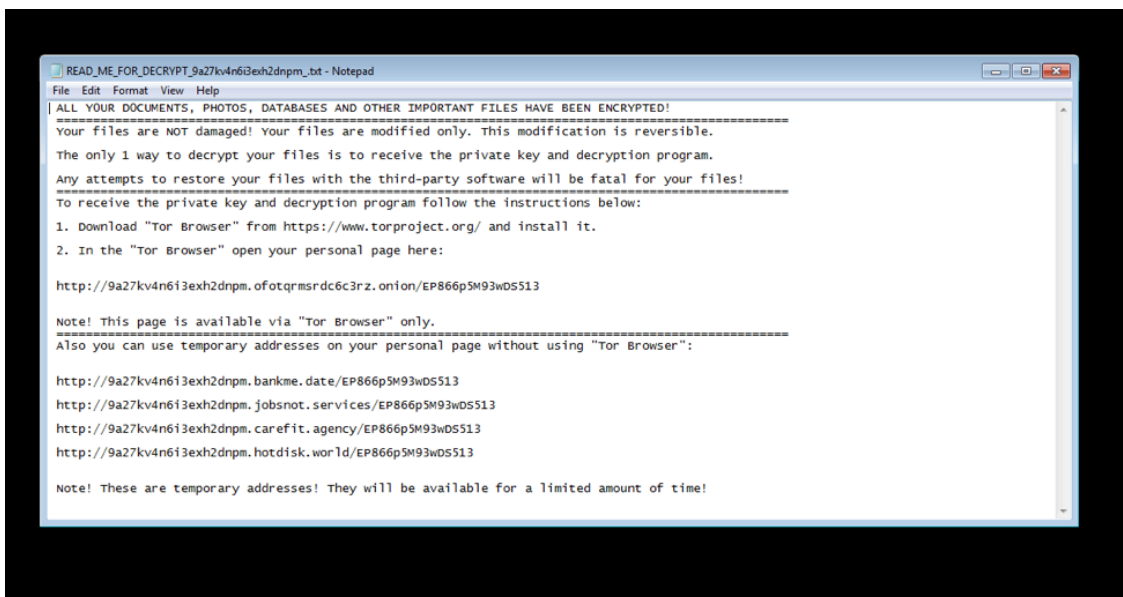 READ_ME_FOR_DECRYPT_9a27kv4n6i3exh2dnpm_.txt - Notepad
File Edit Format View Help
ALL YOUR DOCUMENTS, PHOTOS, DATABASES AND OTHER IMPORTANT FILES HAVE BEEN ENCRYPTED!
Your files are NOT damaged! Your files are modified only. This modification is reversible.
The only 1 way to decrypt your files is to receive the private key and decryption program.
Any attempts to restore your files with the third-party software will be fatal for your files!
To receive the private key and decryption program follow the instructions below:
1. Download "Tor Browser" from https://www.torproject.org/ and install it.
2. In the "Tor Browser" open your personal page here:
http://9a27kv4n6i3exh2dnpm.ofotqrmsrdc6c3rz.onion/EP866p5M93wDS513
Note! This page is available via "Tor Browser" only.
Also you can use temporary addresses on your personal page without using "Tor Browser":
http://9a27kv4n6i3exh2dnpm.bankme.date/EP866p5M93wDS513
http://9a27kv4n6i3exh2dnpm.jobsnot.services/EP866p5M93wDS513
http://9a27kv4n6i3exh2dnpm.carefit.agency/EP866p5M93wDS513
http://9a27kv4n6i3exh2dnpm.hotdisk.world/EP866p5M93wDS513
Note! These are temporary addresses! They will be available for a limited amount of time!